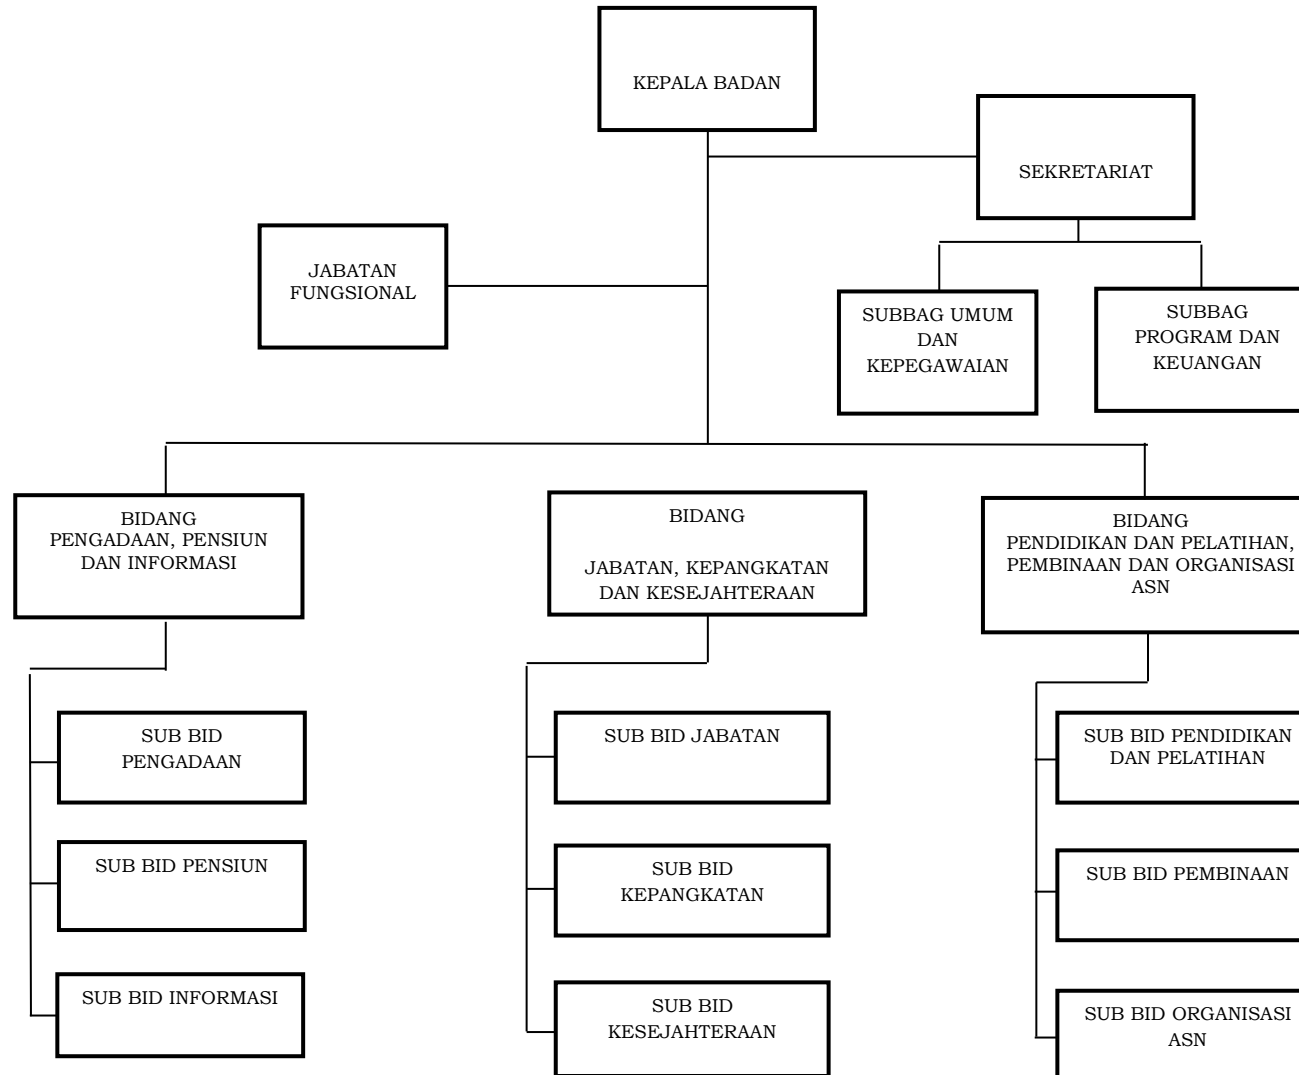 KEPALA BADAN
SEKRETARIAT
JABATAN
FUNGSIONAL
SUBBAG UMUM
DAN
KEPEGAWAIAN
SUBBAG
PROGRAM DAN
KEUANGAN
BIDANG
PENGADAAN, PENSIUN
DAN INFORMASI
BIDANG
JABATAN, KEPANGKATAN
DAN KESEJAHTERAAN
BIDANG
PENDIDIKAN DAN PELATIHAN,
PEMBINAAN DAN ORGANISASI
ASN
SUB BID
PENGADAAN
SUB BID PENSIUN
SUB BID INFORMASI
SUB BID JABATAN
SUB BID
KEPANGKATAN
SUB BID
KESEJAHTERAAN
SUB BID PENDIDIKAN
DAN PELATIHAN
SUB BID PEMBINAAN
SUB BID ORGANISASI
ASN